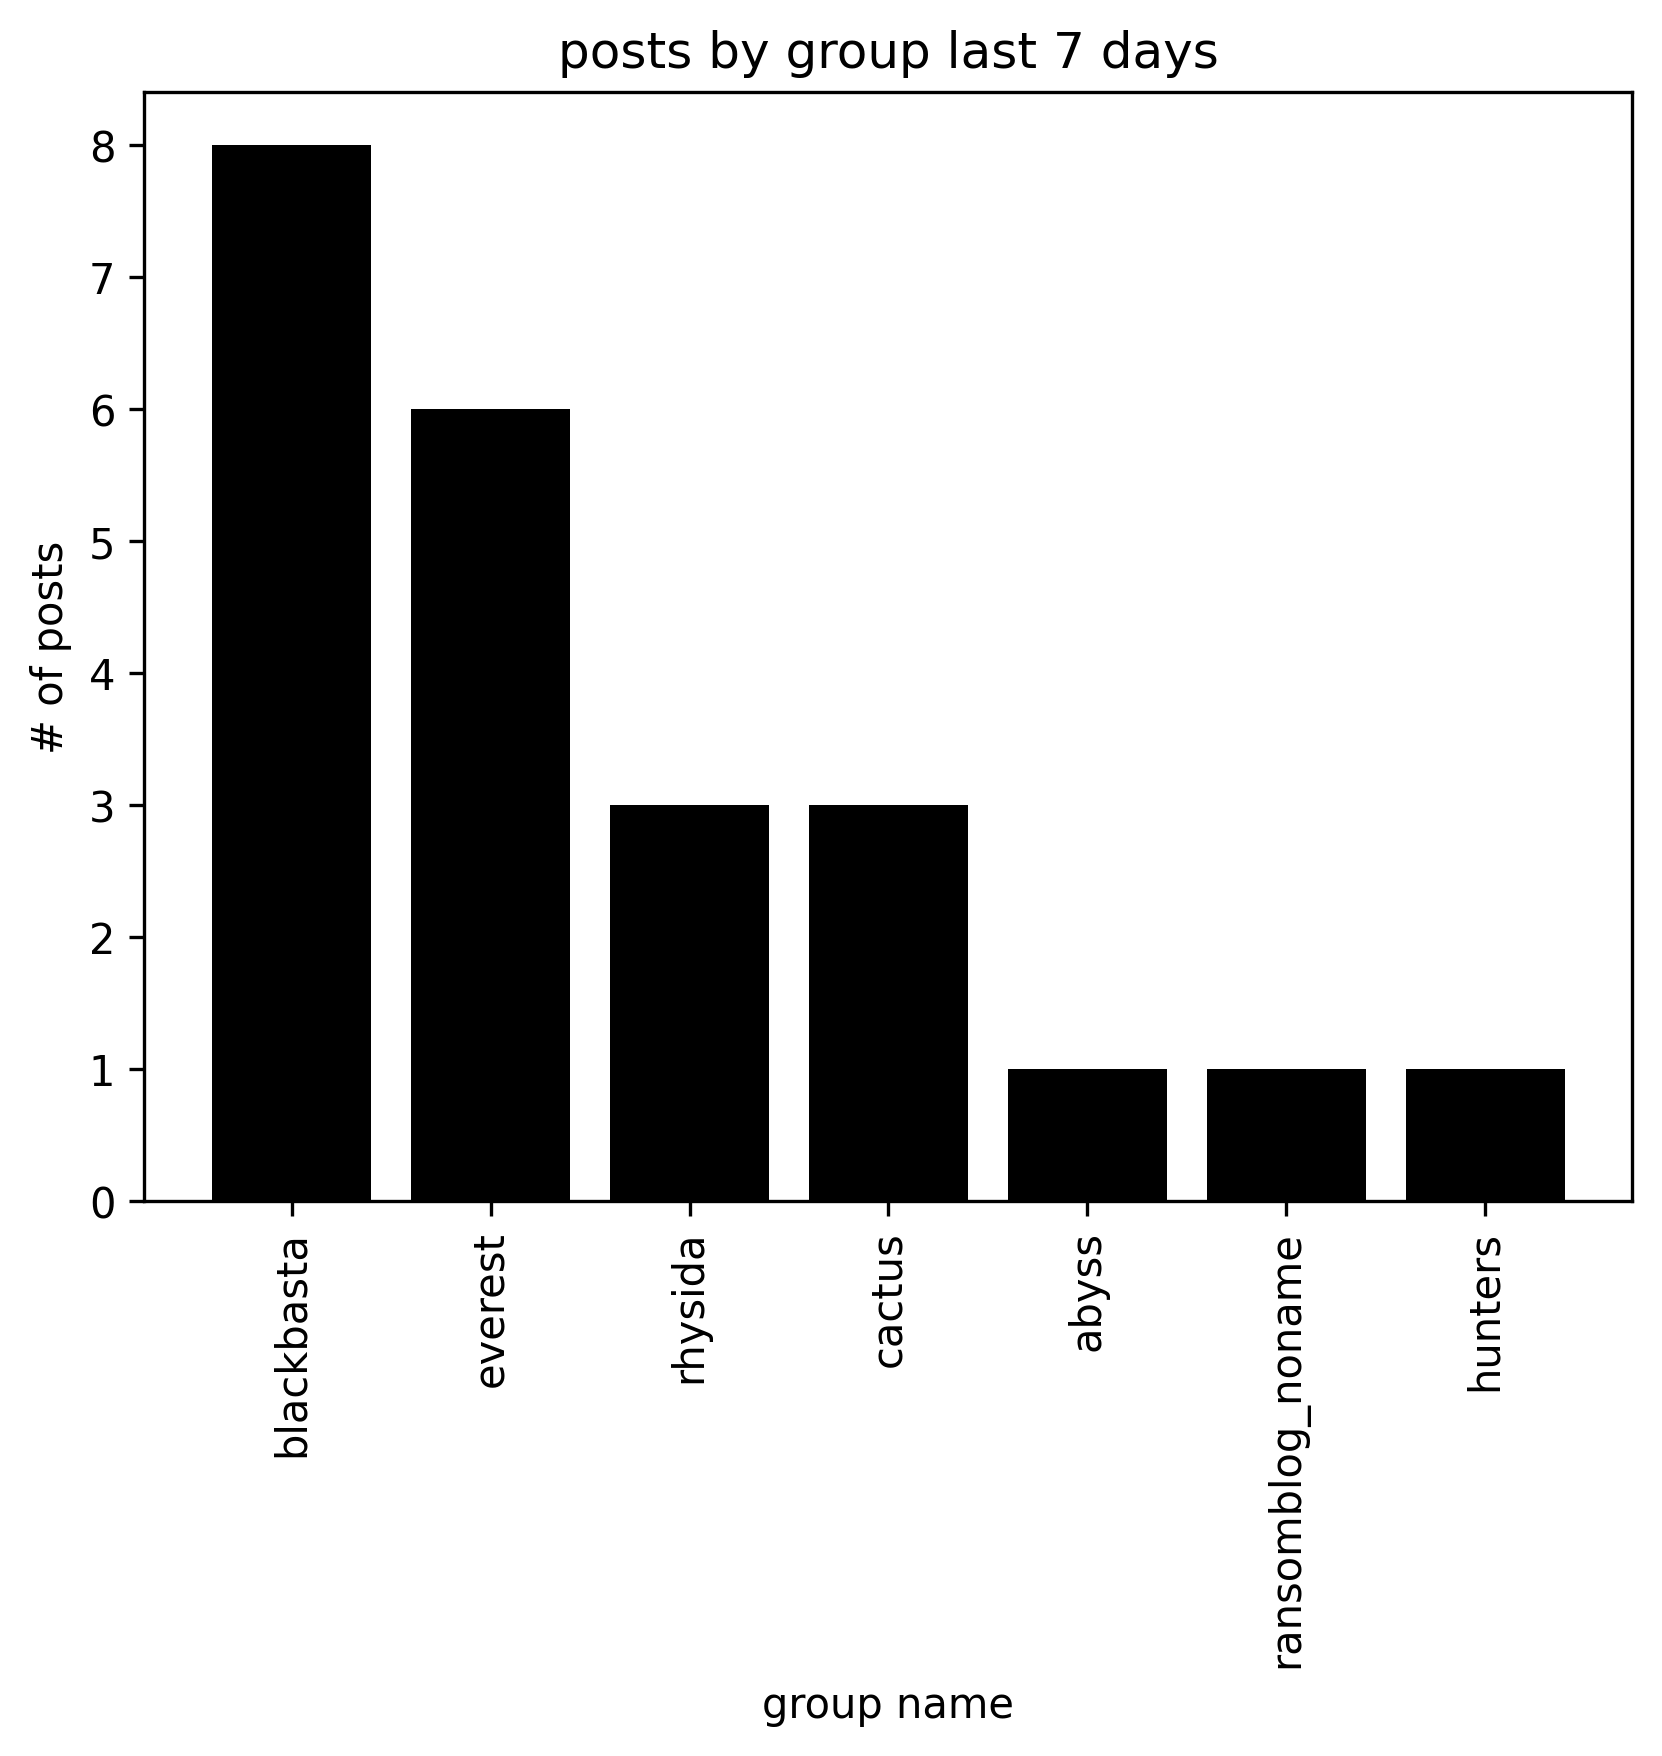 posts by group last 7 days
# of posts
8
7
6
5
4
3
2
1
0
blackbasta
everest
rhysida
cactus
abyss
ransomblog_noname
hunters
group name